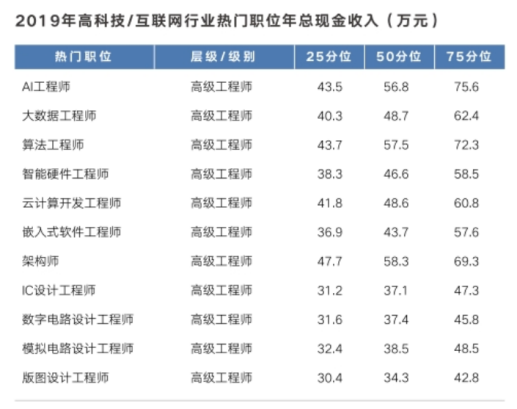 2019年高科技/互联网行业热门职位年总现金收入（万元）
热门职位 层级/级别 25分位 50分位 75分位
AI工程师 高级工程师 43.5 56.8 75.6
大数据工程师 高级工程师 40.3 48.7 62.4
算法工程师 高级工程师 43.7 57.5 72.3
智能硬件工程师 高级工程师 38.3 46.6 58.5
云计算开发工程师 高级工程师 41.8 48.6 60.8
嵌入式软件工程师 高级工程师 36.9 43.7 57.6
架构师 高级工程师 47.7 58.3 69.3
IC设计工程师 高级工程师 31.2 37.1 47.3
数字电路设计工程师 高级工程师 31.6 37.4 45.8
模拟电路设计工程师 高级工程师 32.4 38.5 48.5
版图设计工程师 高级工程师 30.4 34.3 42.8